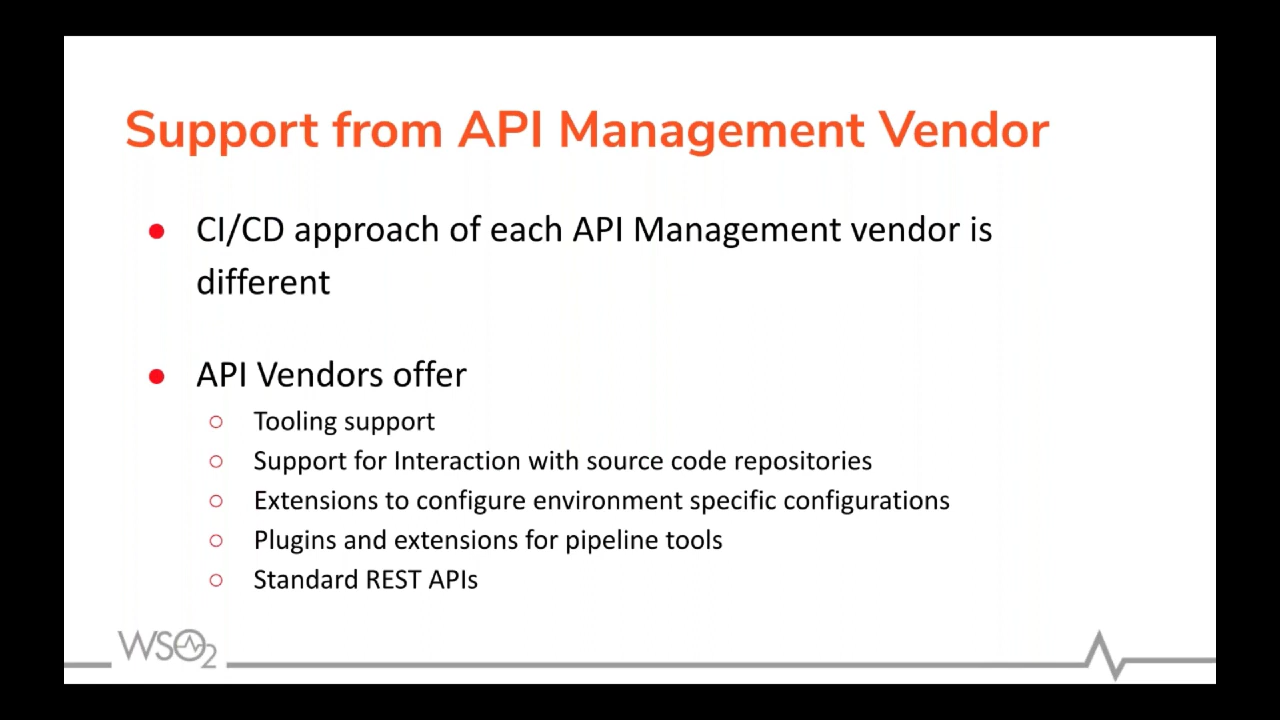 Support from API Management Vendor
● CI/CD approach of each API Management vendor is
different
● API Vendors offer
○ Tooling support
○ Support for Interaction with source code repositories
○ Extensions to configure environment specific configurations
○ Plugins and extensions for pipeline tools
○ Standard REST APIs
WSO2